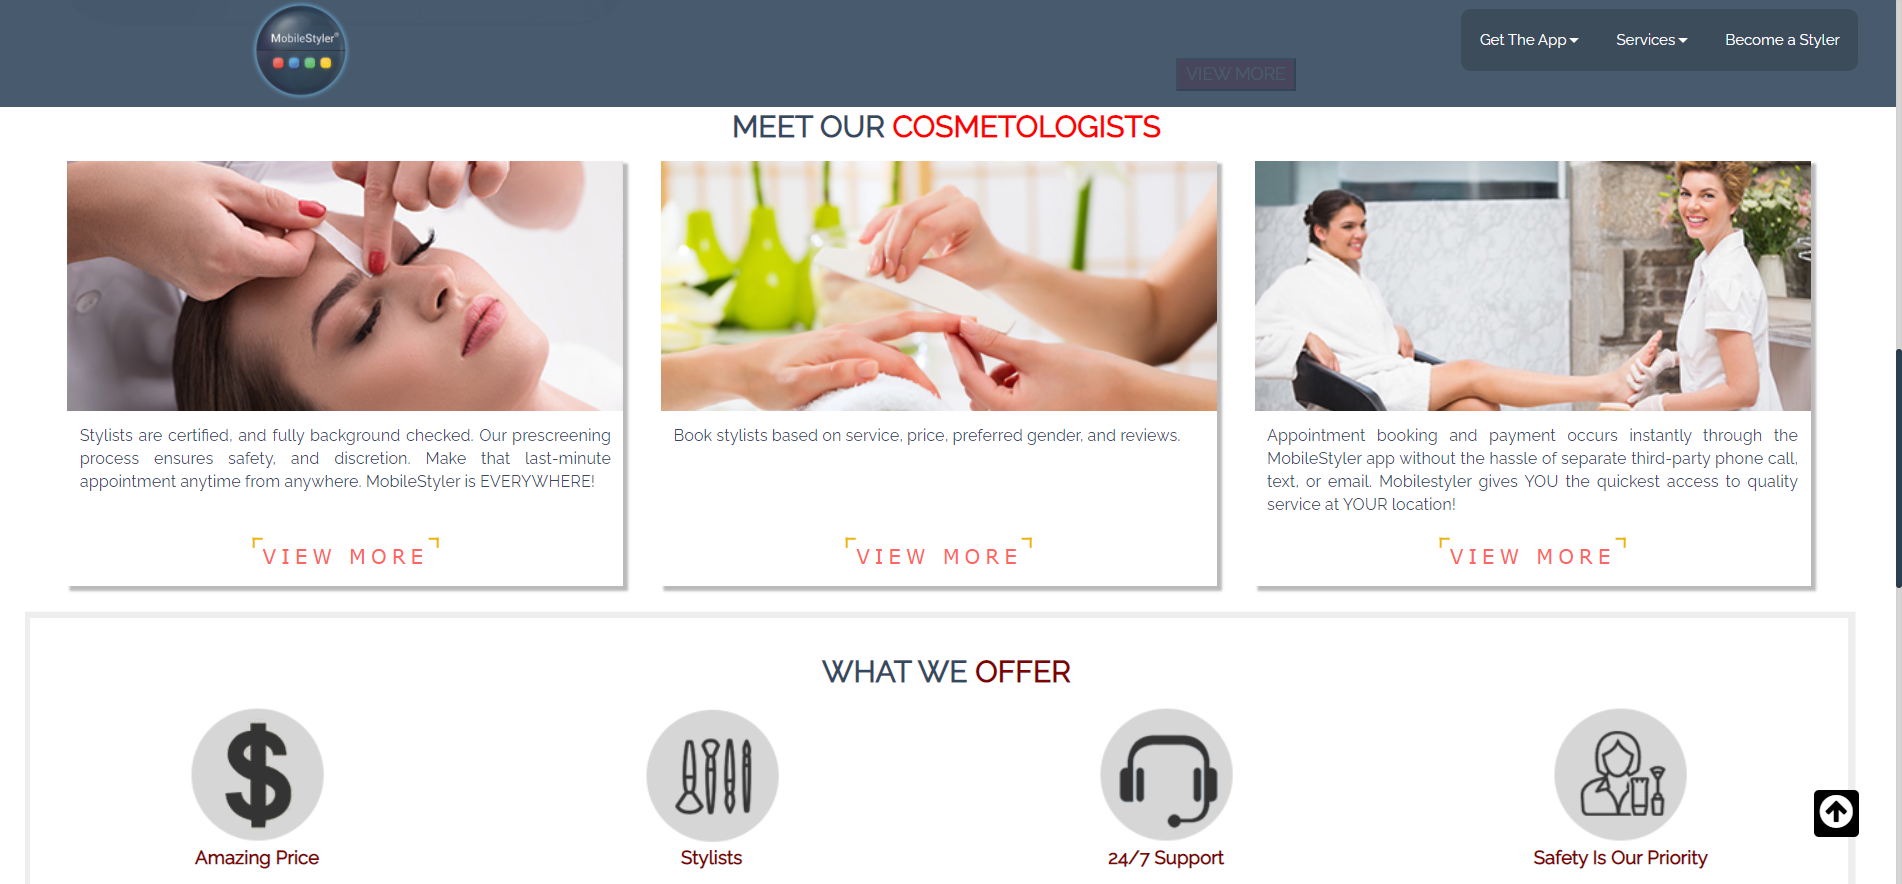 MobileStyler®
Get The App
Services
Become a Styler
VIEW MORE
MEET OUR COSMETOLOGISTS
Stylists are certified, and fully background checked. Our prescreening
process ensures safety, and discretion. Make that last-minute
appointment anytime from anywhere. MobileStyler is EVERYWHERE!
VIEW MORE
Book stylists based on service, price, preferred gender, and reviews.
VIEW MORE
Appointment booking and payment occurs instantly through the
MobileStyler app without the hassle of separate third-party phone call,
text, or email. Mobilestyler gives YOU the quickest access to quality
service at YOUR location!
VIEW MORE
WHAT WE OFFER
Amazing Price
Stylists
24/7 Support
Safety Is Our Priority